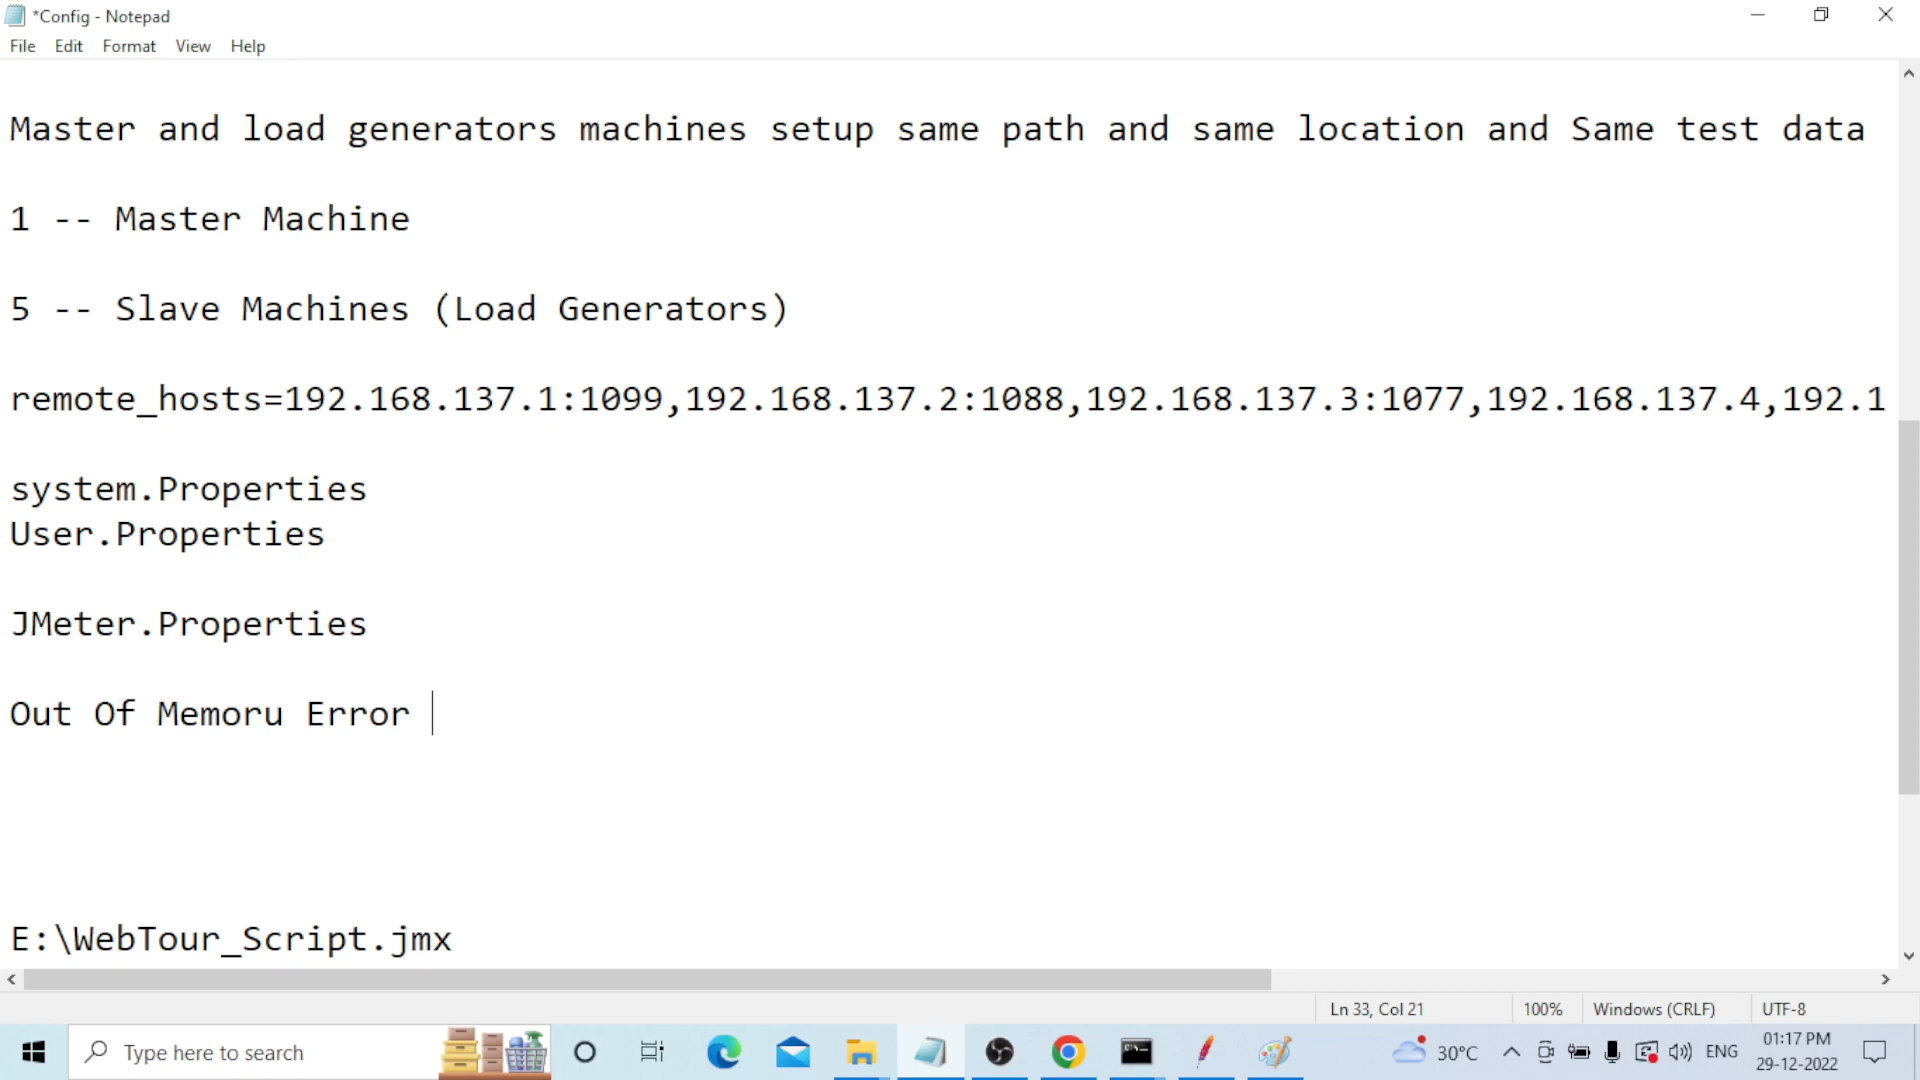 *Config - Notepad
File Edit Format View Help
Master and load generators machines setup same path and same location and Same test data
1 -- Master Machine
5 -- Slave Machines (Load Generators)
remote_hosts=192.168.137.1:1099,192.168.137.2:1088,192.168.137.3:1077,192.168.137.4,192.1
system.Properties
User.Properties
JMeter.Properties
Out Of Memoru Error
E:\WebTour_Script.jmx
Ln 33, Col 21 100% Windows (CRLF) UTF-8
Type here to search 30°C ENG 01:17 PM
29-12-2022